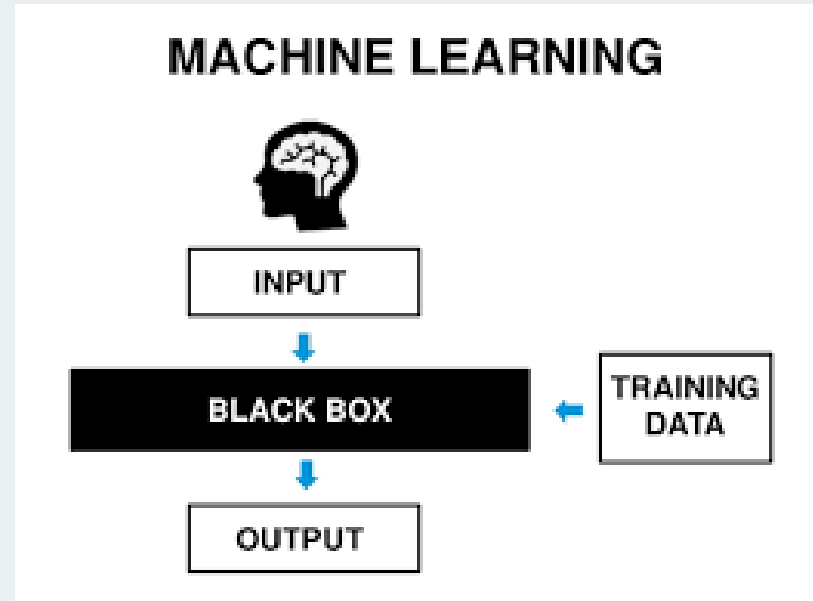 MACHINE LEARNING
INPUT
BLACK BOX
TRAINING
DATA
OUTPUT